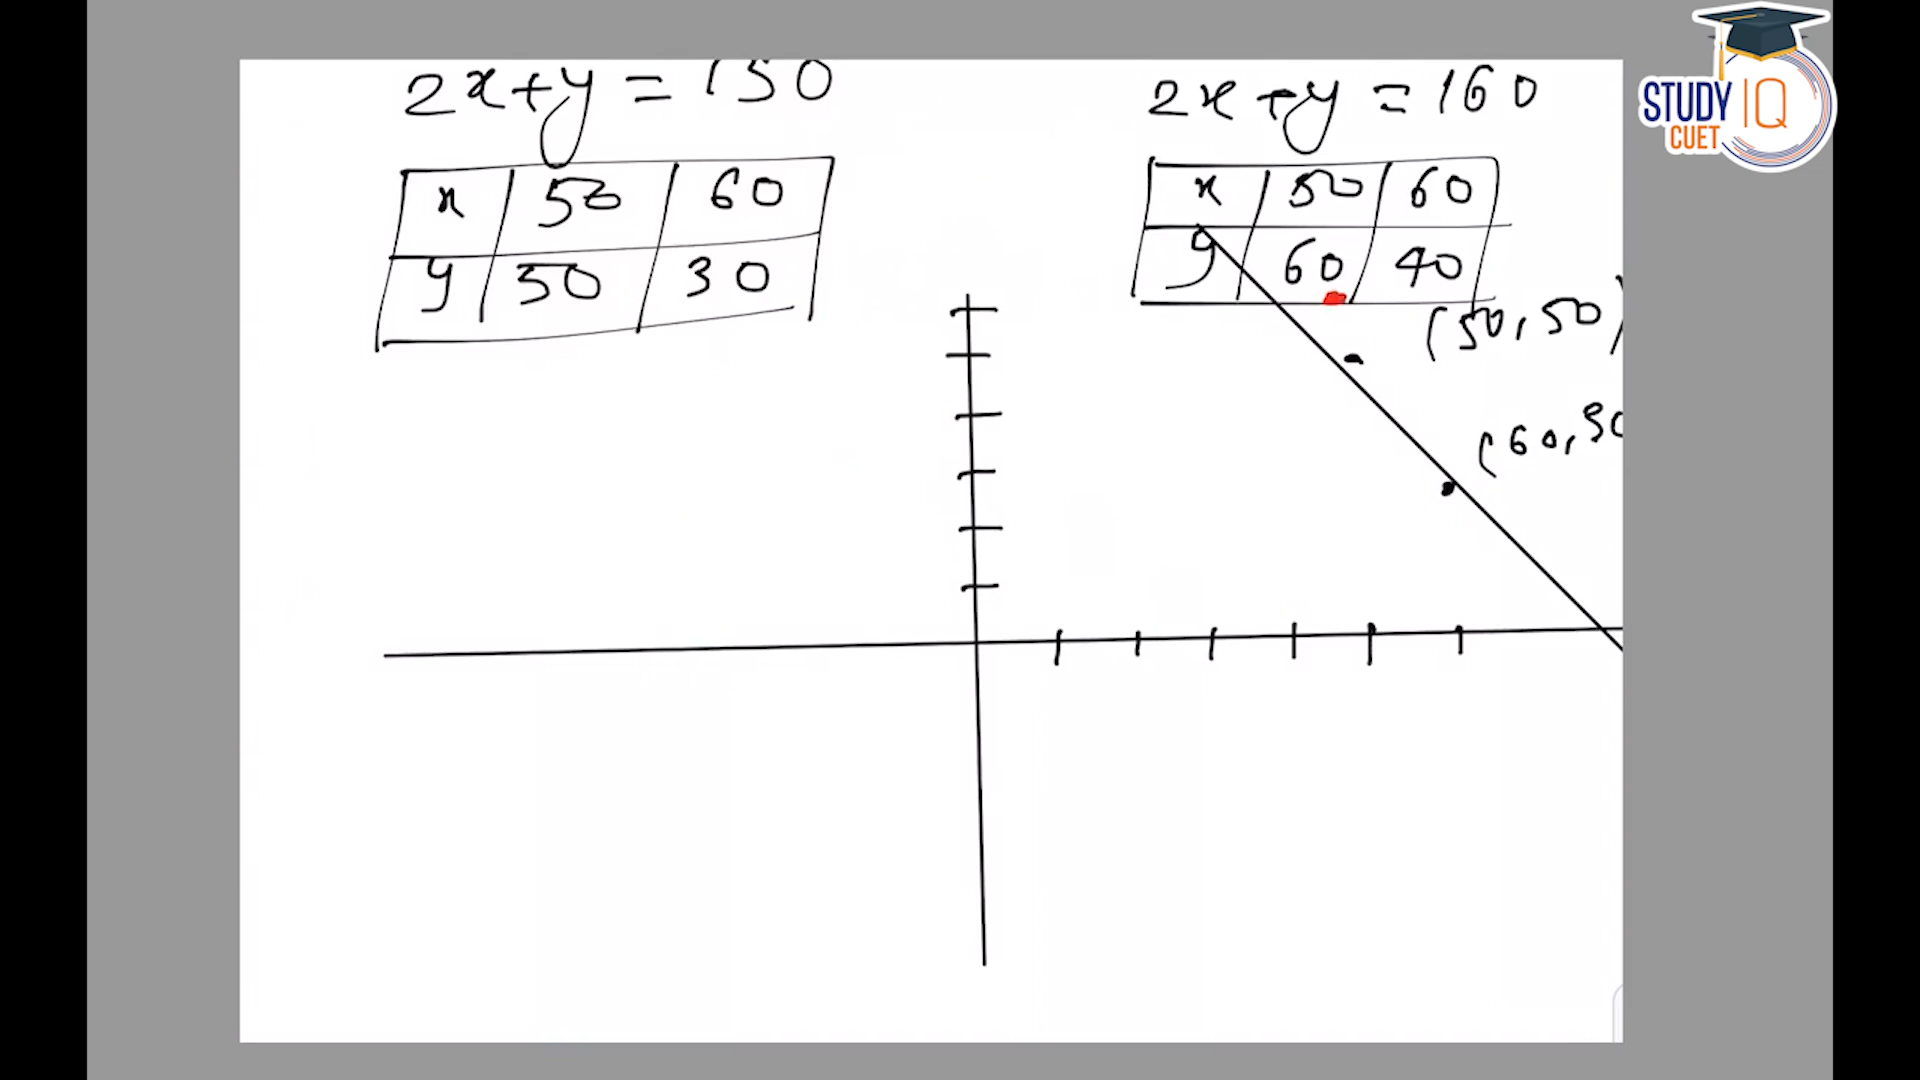 2x+y = 150
x 50 60
y 50 30
2x+y = 160
x 50 60
y 60 40
(50, 50)
(60, 30
STUDY IQ
CUET